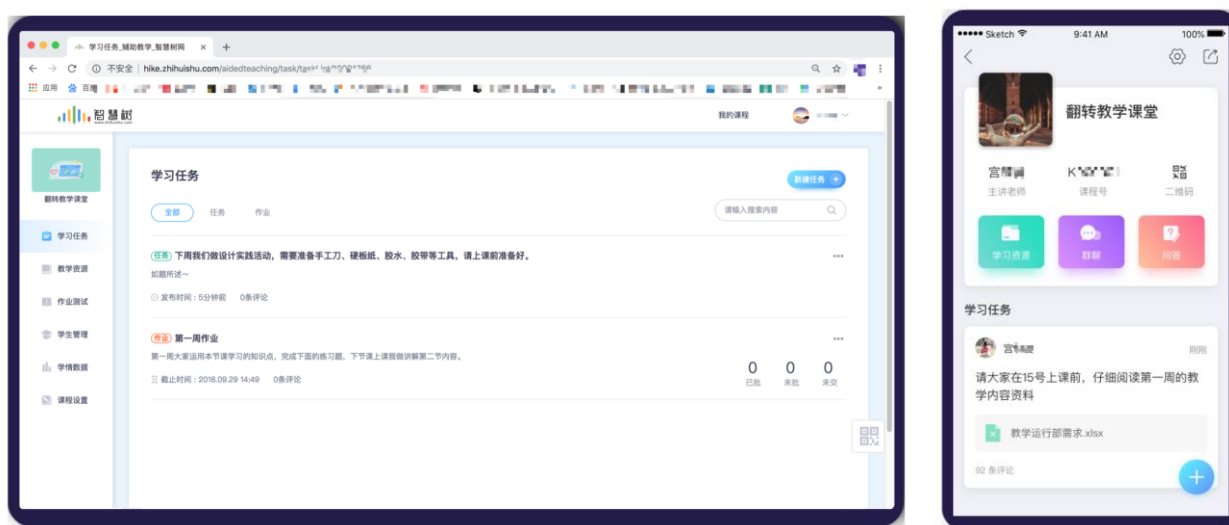 学习任务_辅助教学_智慧树网 × +
不安全 | hike.zhihuishu.com/aidedteaching/task/
应用 百度
智慧树
www.zhihuishu.com
我的课程
翻转教学课堂
学习任务
教学资源
作业测试
学生管理
学情数据
课程设置
学习任务
新建任务 +
全部 任务 作业
请输入搜索内容
任务 下周我们做设计实践活动，需要准备手工刀、硬板纸、胶水、胶带等工具，请上课前准备好。
如题所述~
发布时间：5分钟前 0条评论
作业 第一周作业
第一周大家运用本节课学习的知识点，完成下面的练习题，下节课上课我做讲解第二节内容。
截止时间：2018.09.29 14:49 0条评论
0 0 0
已批 未批 未交
Sketch 9:41 AM 100%
翻转教学课堂
宫 K
主讲老师 课程号 二维码
学习资源 群聊 问答
学习任务
宫 刚刚
请大家在15号上课前，仔细阅读第一周的教
学内容资料
教学运行部需求.xlsx
92 条评论